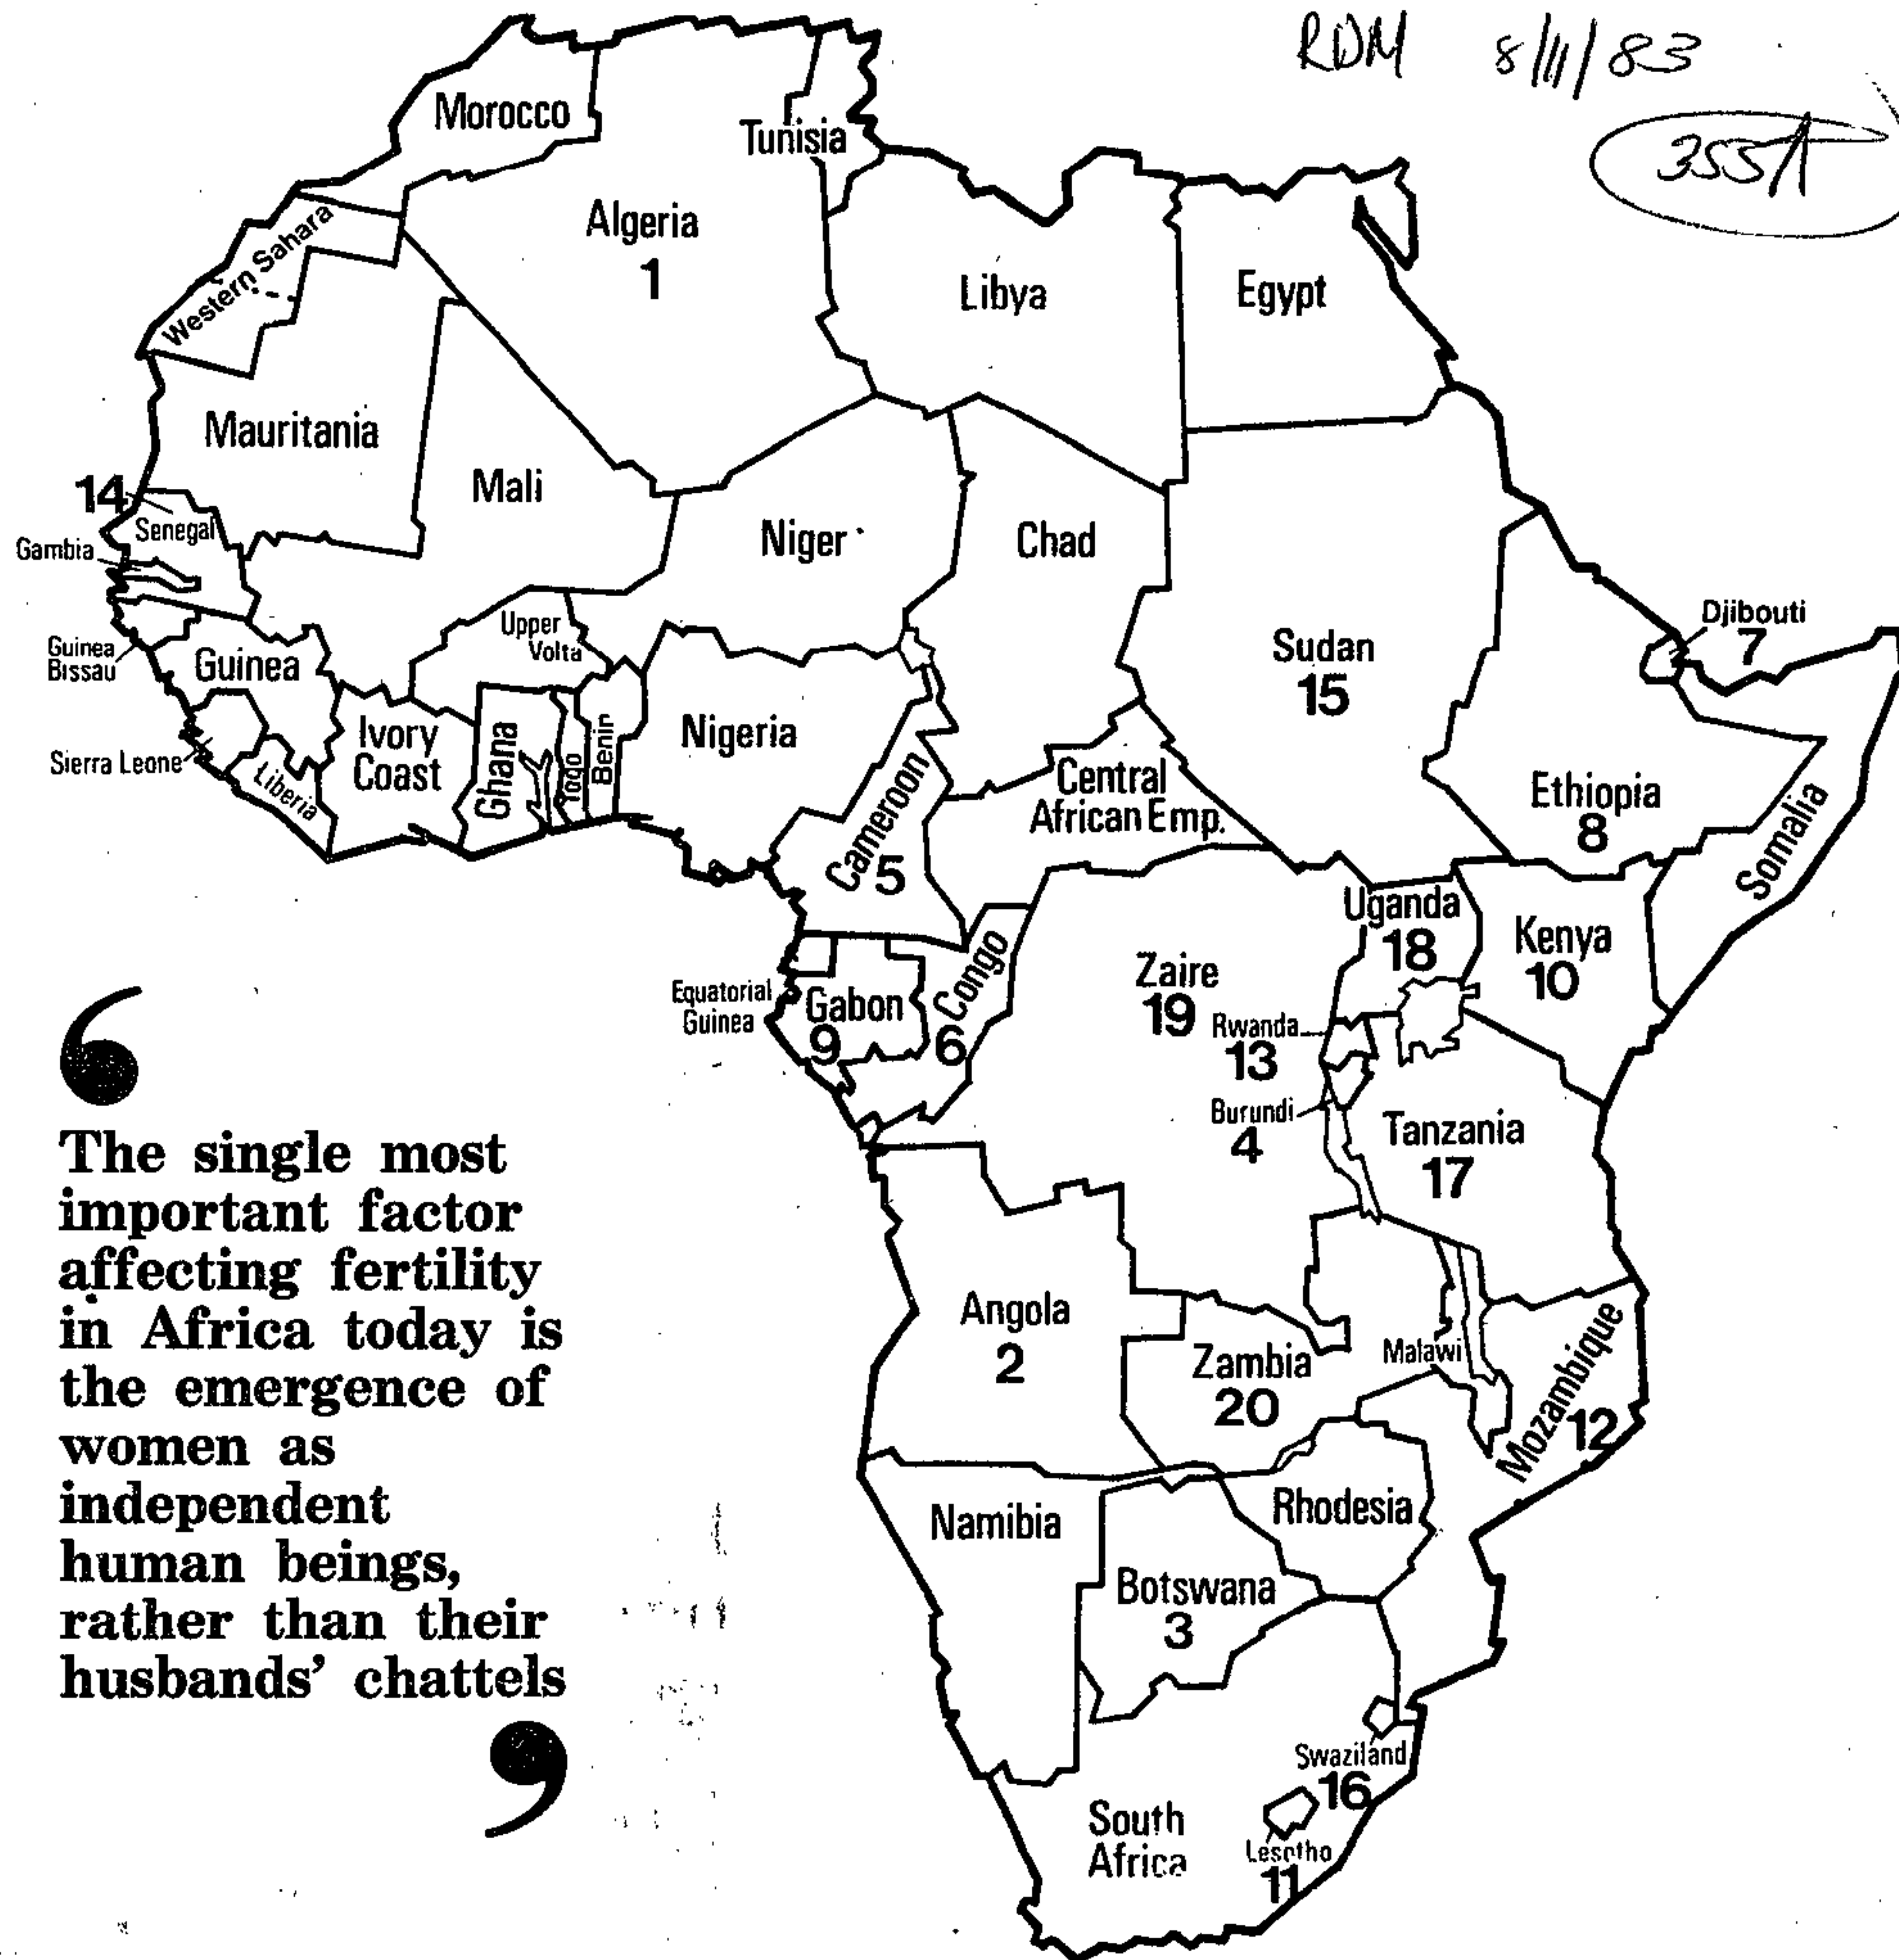 RDM 8/11/83
355A
Morocco
Tunisia
Algeria
1
Libya
Egypt
Western Sahara
Mauritania
Mali
Niger
Chad
14
Senegal
Gambia
Guinea
Bissau
Guinea
Upper
Volta
Sudan
15
Djibouti
7
Sierra Leone
Liberia
Ivory
Coast
Ghana
Togo
Benin
Nigeria
Cameroon
5
Central
African Emp.
Ethiopia
8
Somalia
Uganda
18
Kenya
10
Equatorial
Guinea
Gabon
9
Congo
6
Zaire
19
Rwanda
13
Burundi
4
Tanzania
17
Angola
2
Zambia
20
Malawi
Mozambique
12
Namibia
Rhodesia
Botswana
3
Swaziland
16
South
Africa
Lesotho
11
‘
The single most
important factor
affecting fertility
in Africa today is
the emergence of
women as
independent
human beings,
rather than their
husbands’ chattels
’